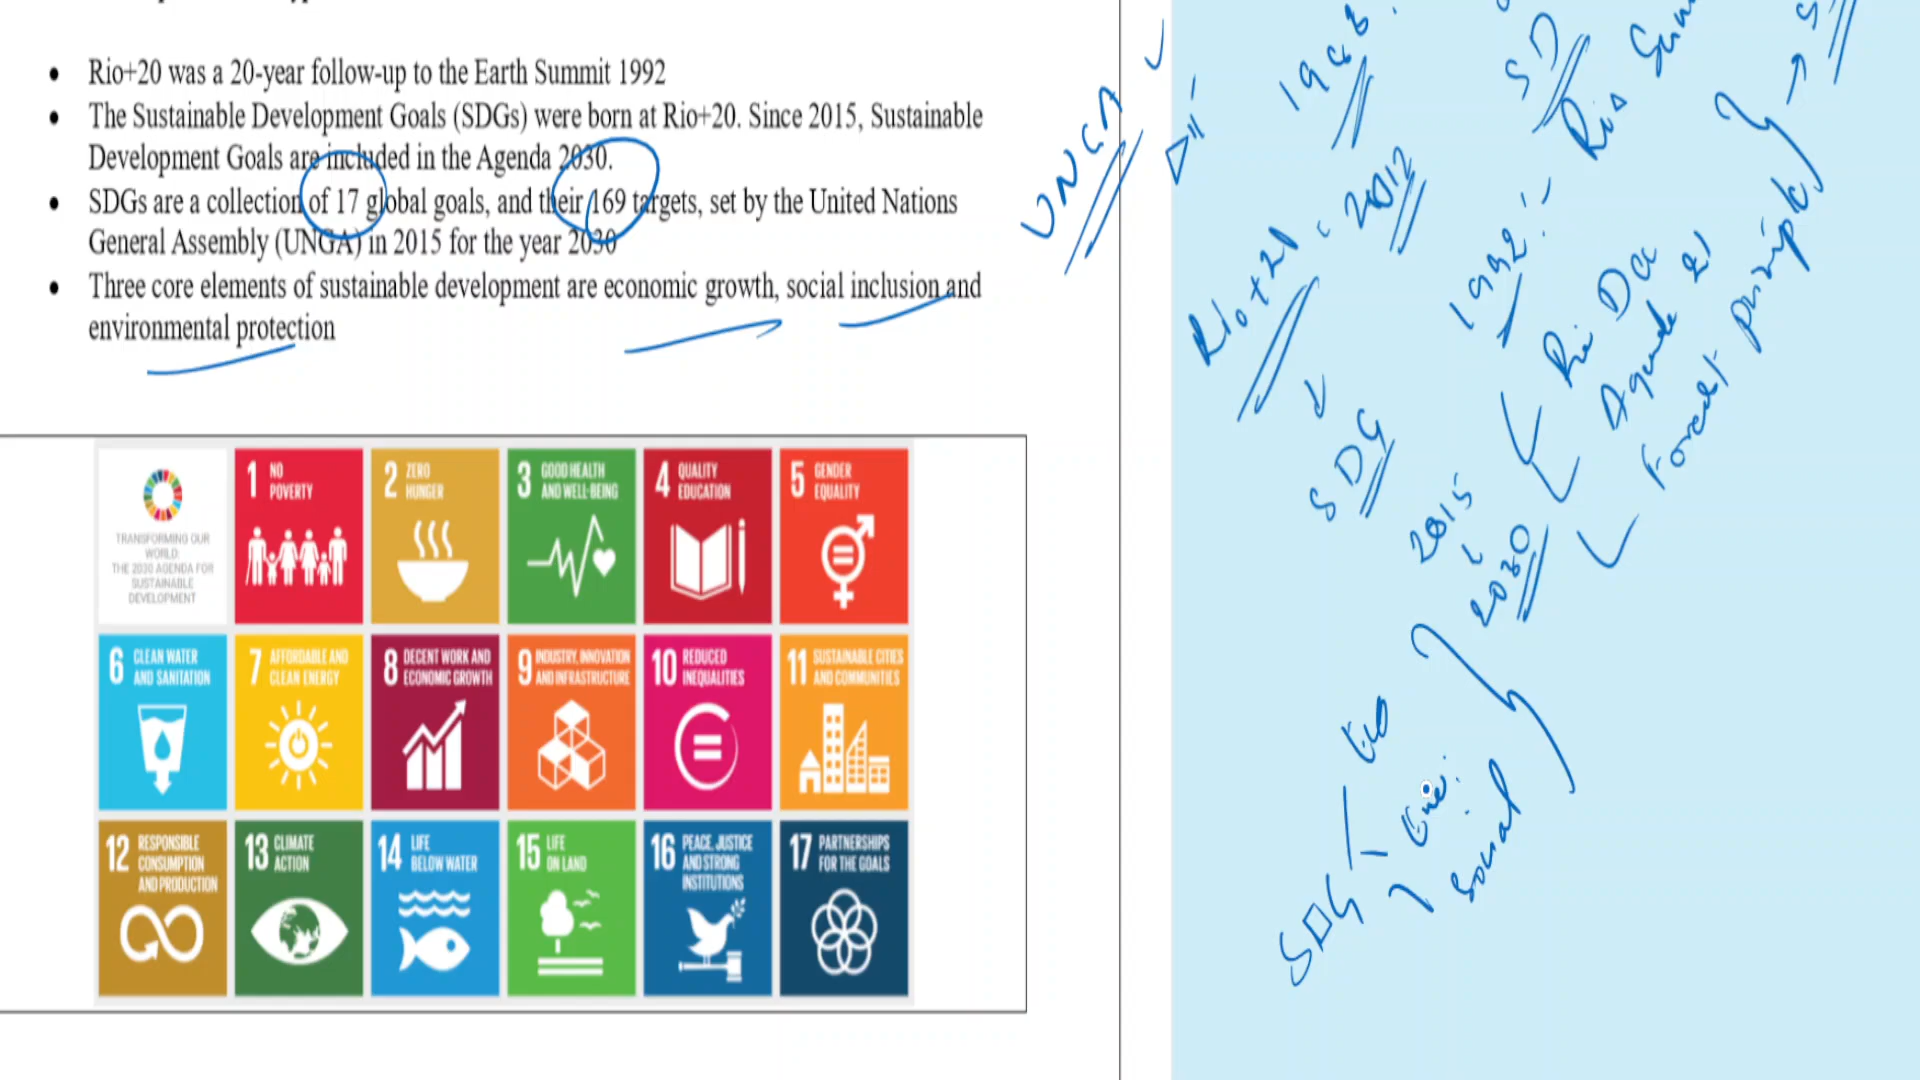 • Rio+20 was a 20-year follow-up to the Earth Summit 1992
• The Sustainable Development Goals (SDGs) were born at Rio+20. Since 2015, Sustainable
Development Goals are included in the Agenda 2030.
• SDGs are a collection of 17 global goals, and their 169 targets, set by the United Nations
General Assembly (UNGA) in 2015 for the year 2030
• Three core elements of sustainable development are economic growth, social inclusion and
environmental protection
TRANSFORMING OUR
WORLD:
THE 2030 AGENDA FOR
SUSTAINABLE
DEVELOPMENT
1 NO
POVERTY
2 ZERO
HUNGER
3 GOOD HEALTH
AND WELL-BEING
4 QUALITY
EDUCATION
5 GENDER
EQUALITY
6 CLEAN WATER
AND SANITATION
7 AFFORDABLE AND
CLEAN ENERGY
8 DECENT WORK AND
ECONOMIC GROWTH
9 INDUSTRY, INNOVATION
AND INFRASTRUCTURE
10 REDUCED
INEQUALITIES
11 SUSTAINABLE CITIES
AND COMMUNITIES
12 RESPONSIBLE
CONSUMPTION
AND PRODUCTION
13 CLIMATE
ACTION
14 LIFE
BELOW WATER
15 LIFE
ON LAND
16 PEACE, JUSTICE
AND STRONG
INSTITUTIONS
17 PARTNERSHIPS
FOR THE GOALS
UNGA
SD
Rio
Rio+20 2012
SDG
1992
Agenda 21
Forest
2015
2030
SDG
Social